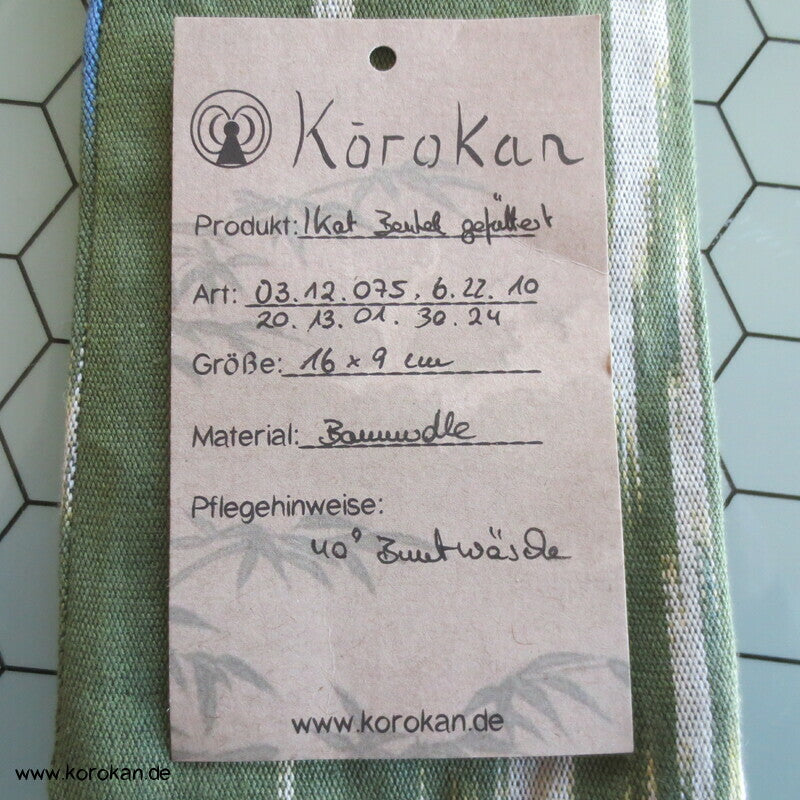 Kōrokan
Produkt: Ikat Beutel gefüttert
Art: 03.12.075.6.22.10
20.13.01.30.24
Größe: 16 x 9 cm
Material: Baumwolle
Pflegehinweise:
40° Buntwäsche
www.korokan.de
www.korokan.de